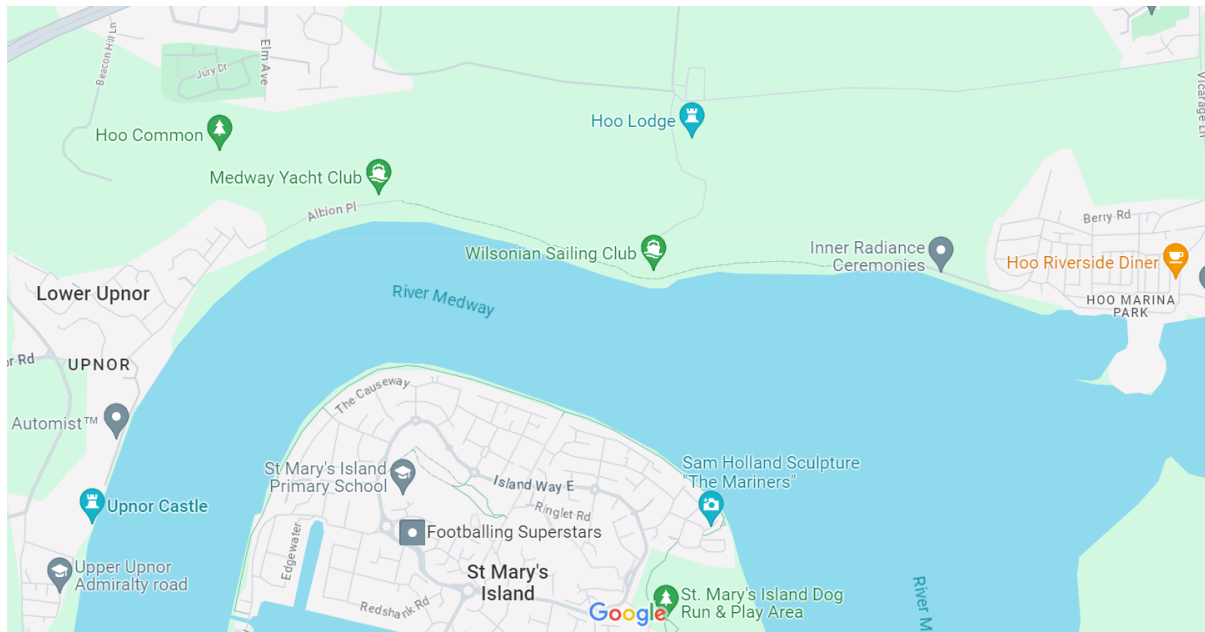 Beacon Hill Ln
Elm Ave
Jury Dr
Vicarage Ln
Hoo Common
Hoo Lodge
Medway Yacht Club
Albion Pl
Berry Rd
Wilsonian Sailing Club
Inner Radiance
Ceremonies
Hoo Riverside Diner
Lower Upnor
River Medway
HOO MARINA
PARK
or Rd
UPNOR
The Causeway
Automist™
St Mary's Island
Primary School
Sam Holland Sculpture
"The Mariners"
Island Way E
Upnor Castle
Ringlet Rd
Footballing Superstars
Edgewater
Upper Upnor
Admiralty road
St Mary's
Island
Redshank Rd
Google
St. Mary's Island Dog
Run & Play Area
River M